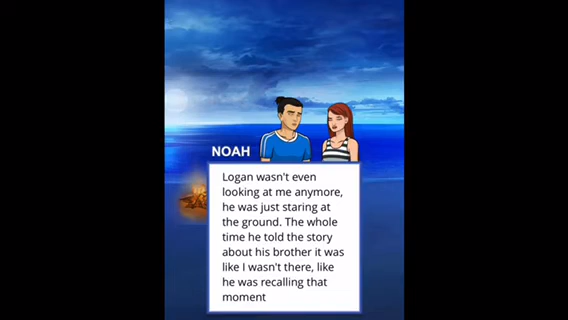 NOAH
Logan wasn't even
looking at me anymore,
he was just staring at
the ground. The whole
time he told the story
about his brother it was
like I wasn't there, like
he was recalling that
moment